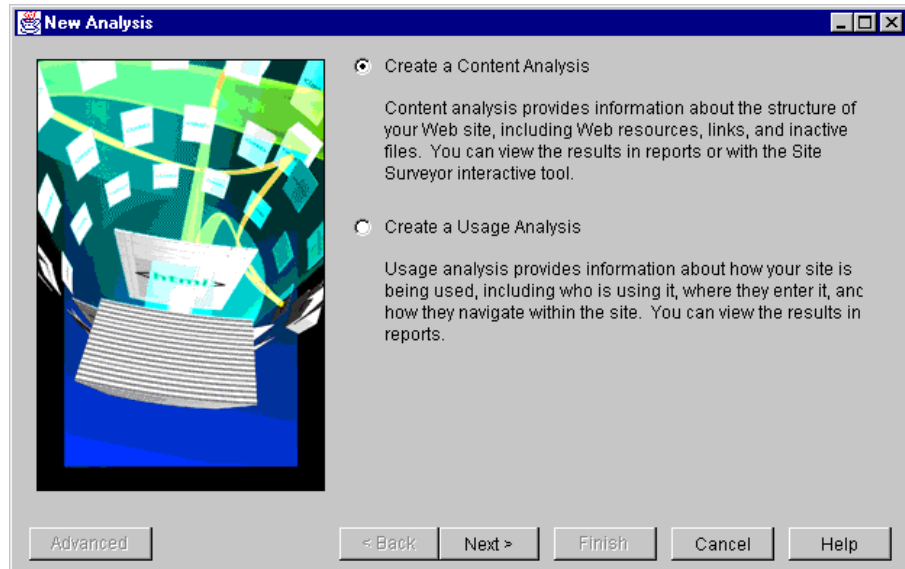 New Analysis
Create a Content Analysis
Content analysis provides information about the structure of
your Web site, including Web resources, links, and inactive
files. You can view the results in reports or with the Site
Surveyor interactive tool.
Create a Usage Analysis
Usage analysis provides information about how your site is
being used, including who is using it, where they enter it, and
how they navigate within the site. You can view the results in
reports.
<html>
Advanced
< Back
Next >
Finish
Cancel
Help